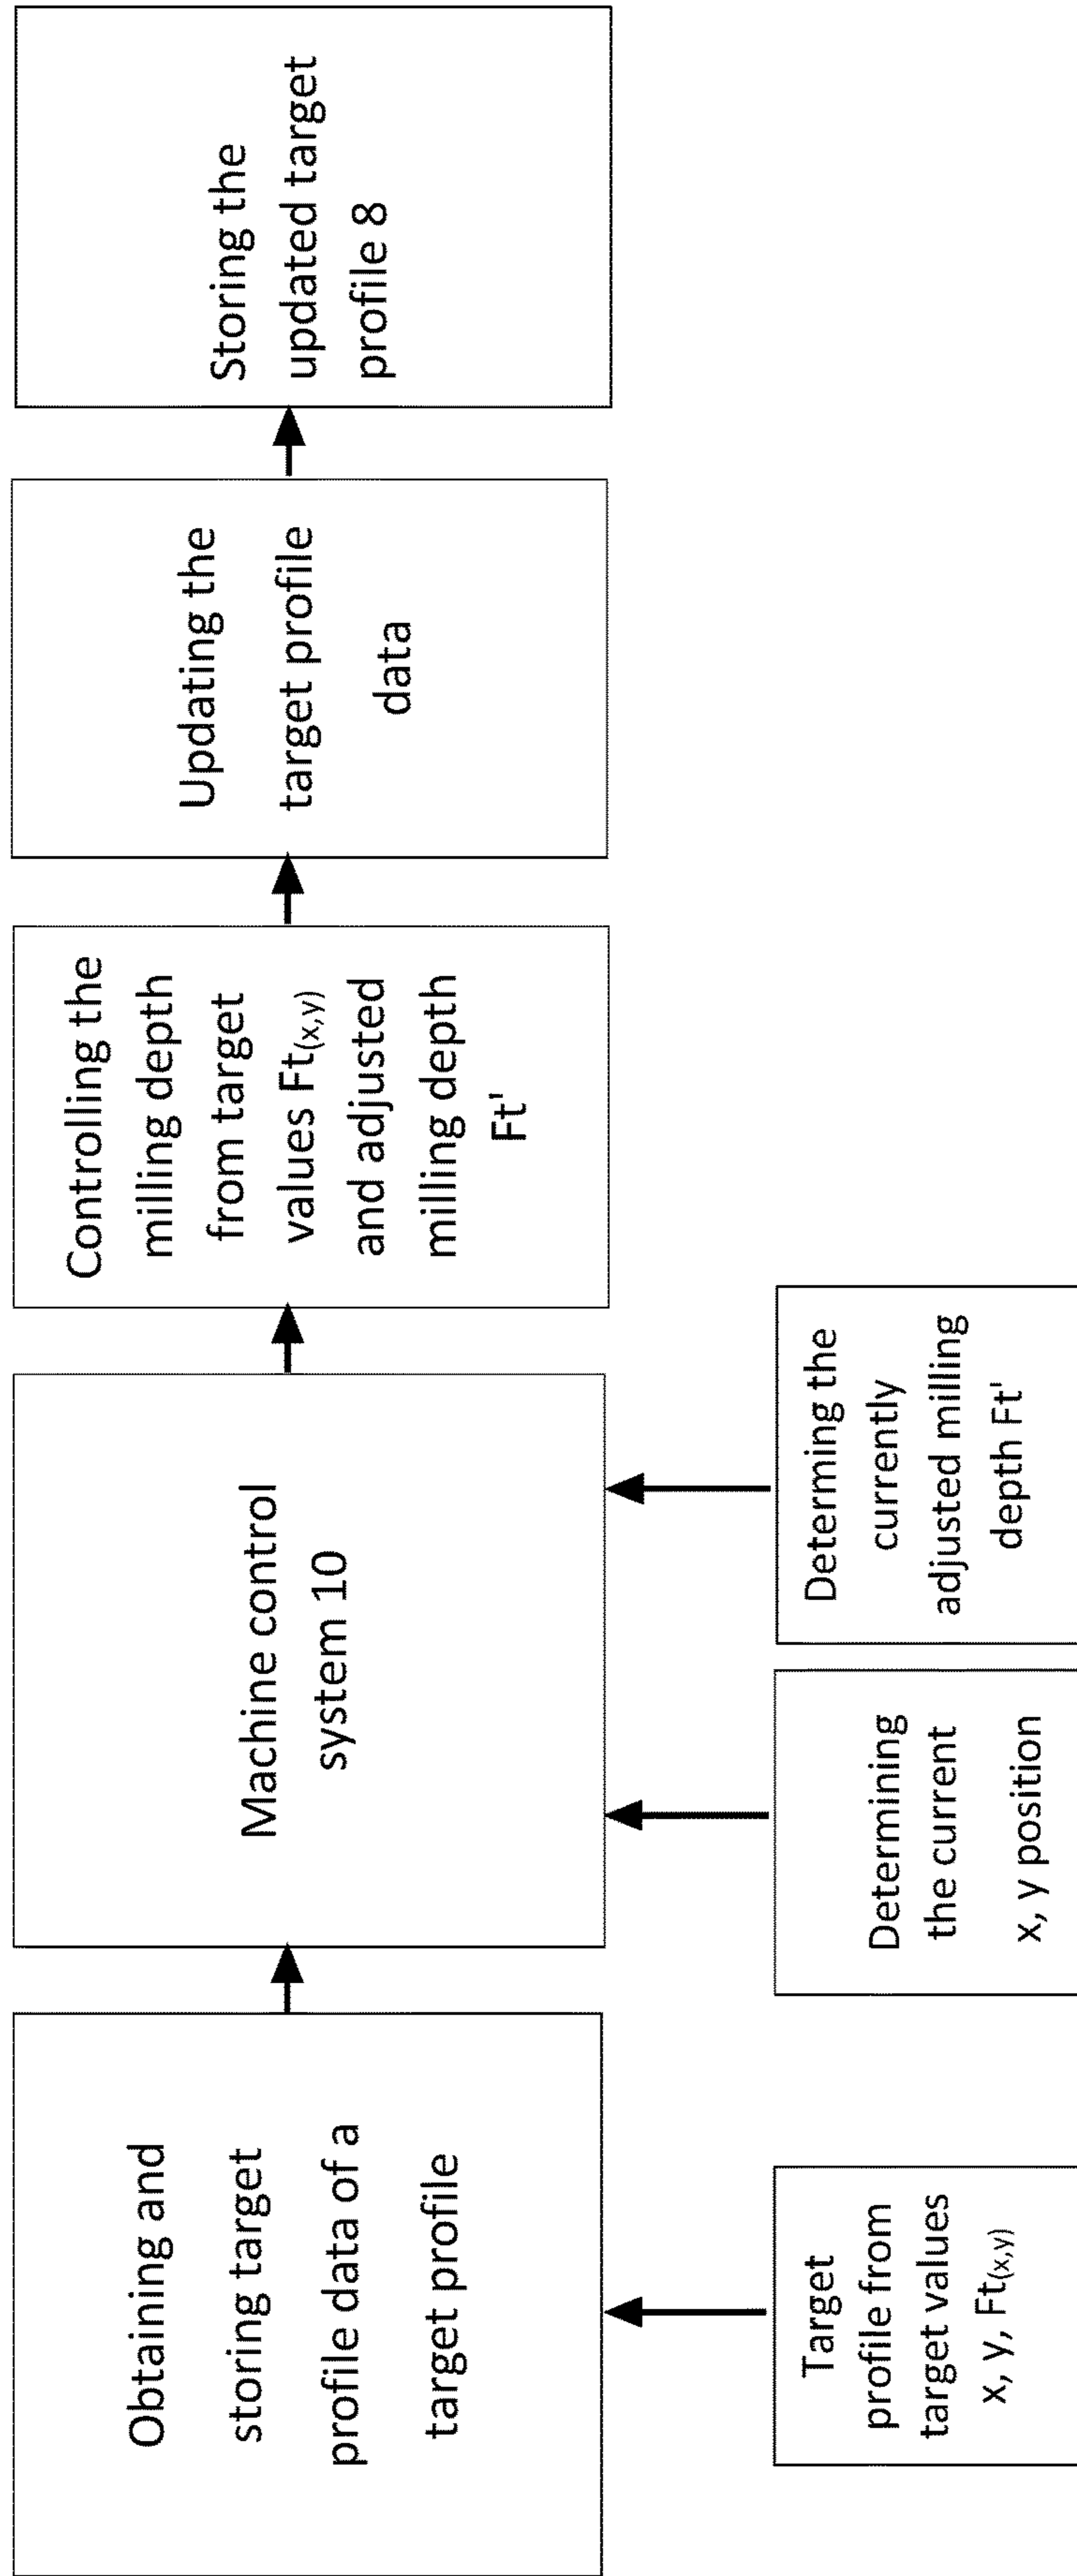 Obtaining and
storing target
profile data of a
target profile
Machine control
system 10
Controlling the
milling depth
from target
values Ft(x,y)
and adjusted
milling depth
Ft'
Updating the
target profile
data
Storing the
updated target
profile 8
Target
profile from
target values
x, y, Ft(x,y)
Determining
the current
x, y position
Determining the
currently
adjusted milling
depth Ft'